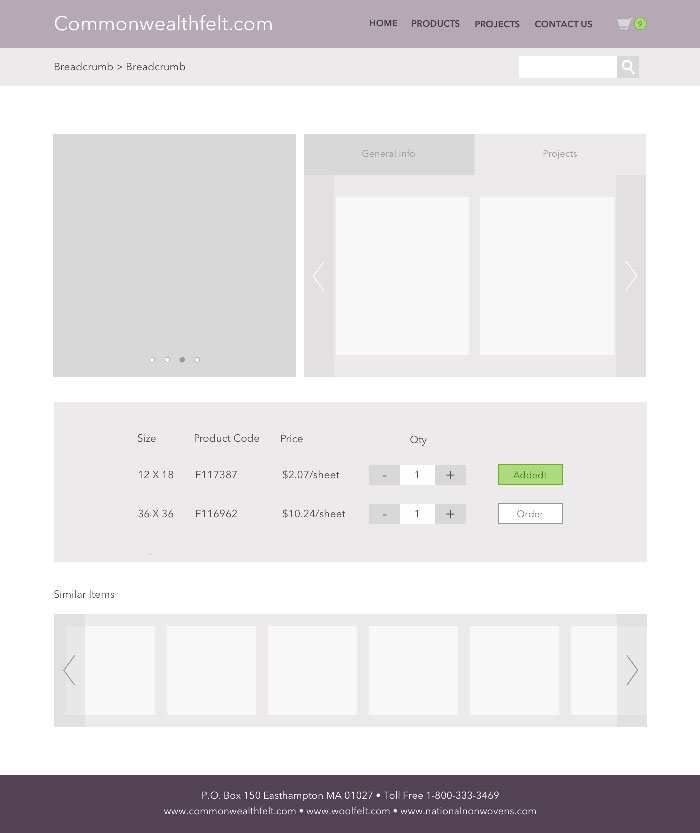 Commonwealthfelt.com HOME PRODUCTS PROJECTS CONTACT US 9
Breadcrumb > Breadcrumb
General Info Projects
Size Product Code Price Qty
12 X 18 F117387 $2.07/sheet - 1 + Added!
36 X 36 F116962 $10.24/sheet - 1 + Order
Similar Items
P.O. Box 150 Easthampton MA 01027 • Toll Free 1-800-333-3469
www.commonwealthfelt.com • www.woolfelt.com • www.nationalnonwovens.com